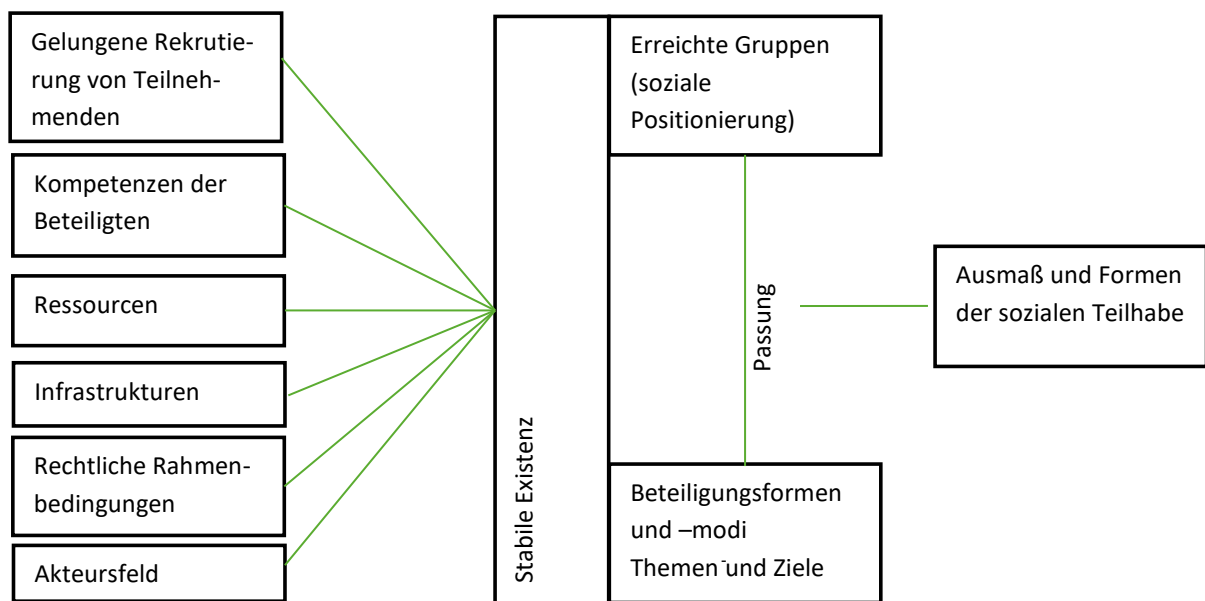 Gelungene Rekrutie-
rung von Teilneh-
menden
Kompetenzen der
Beteiligten
Ressourcen
Infrastrukturen
Rechtliche Rahmen-
bedingungen
Akteursfeld
Stabile Existenz
Erreichte Gruppen
(soziale
Positionierung)
Passung
Beteiligungsformen
und –modi
Themen und Ziele
Ausmaß und Formen
der sozialen Teilhabe